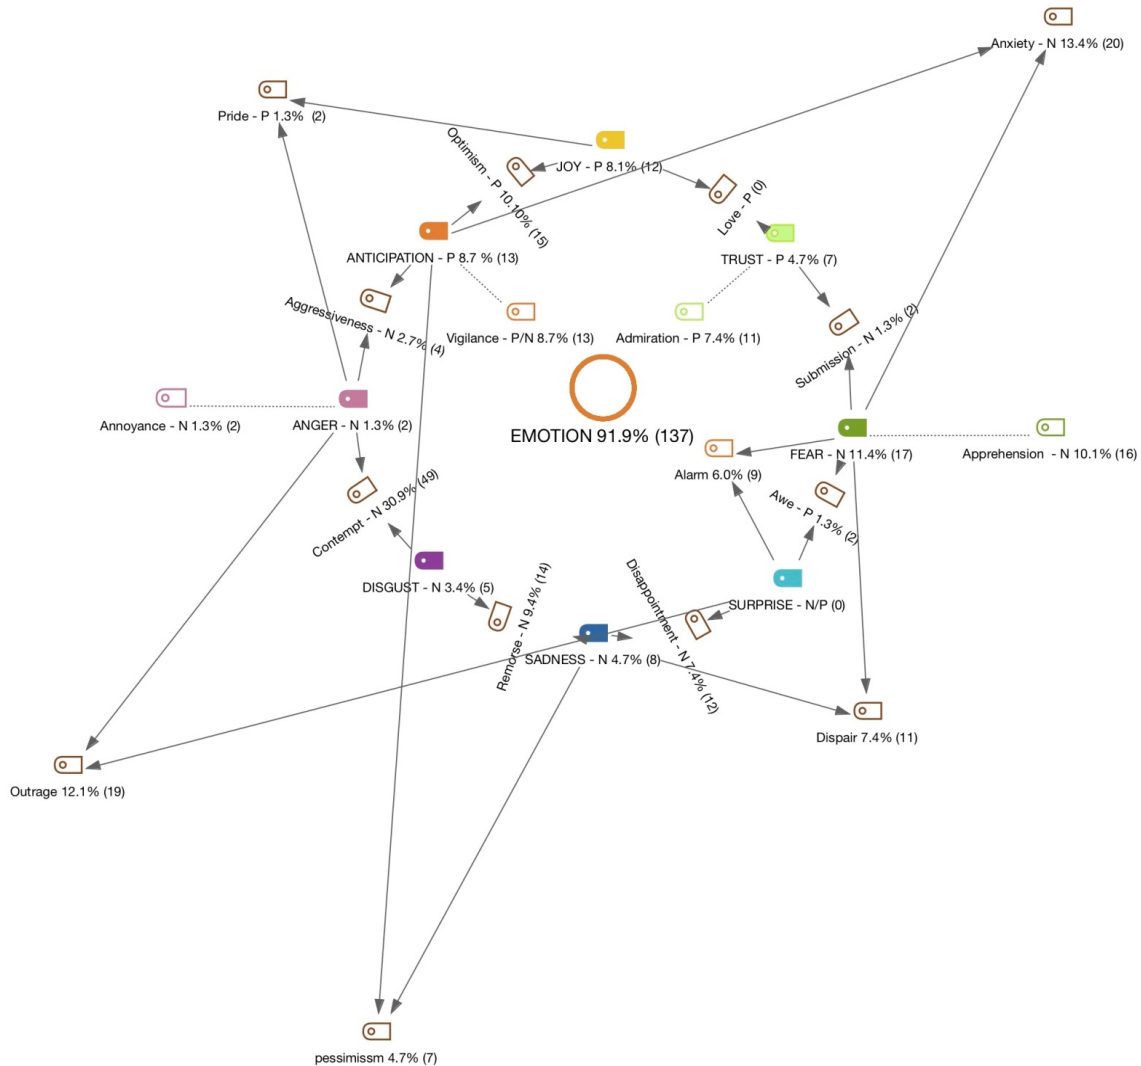 Anxiety - N 13.4% (20)
Pride - P 1.3% (2)
JOY - P 8.1% (12)
Optimism - P 10.10% (15)
Love - P (0)
ANTICIPATION - P 8.7 % (13)
TRUST - P 4.7% (7)
Aggressiveness - N 2.7% (4)
Vigilance - P/N 8.7% (13)
Admiration - P 7.4% (11)
Submission - N 1.3% (2)
Annoyance - N 1.3% (2)
ANGER - N 1.3% (2)
EMOTION 91.9% (137)
FEAR - N 11.4% (17)
Apprehension - N 10.1% (16)
Alarm 6.0% (9)
Contempt - N 30.9% (49)
Awe - P 1.3% (2)
DISGUST - N 3.4% (5)
SURPRISE - N/P (0)
Remorse - N 9.4% (14)
Disappointment - N 7.4% (12)
SADNESS - N 4.7% (8)
Dispair 7.4% (11)
Outrage 12.1% (19)
pessimissm 4.7% (7)